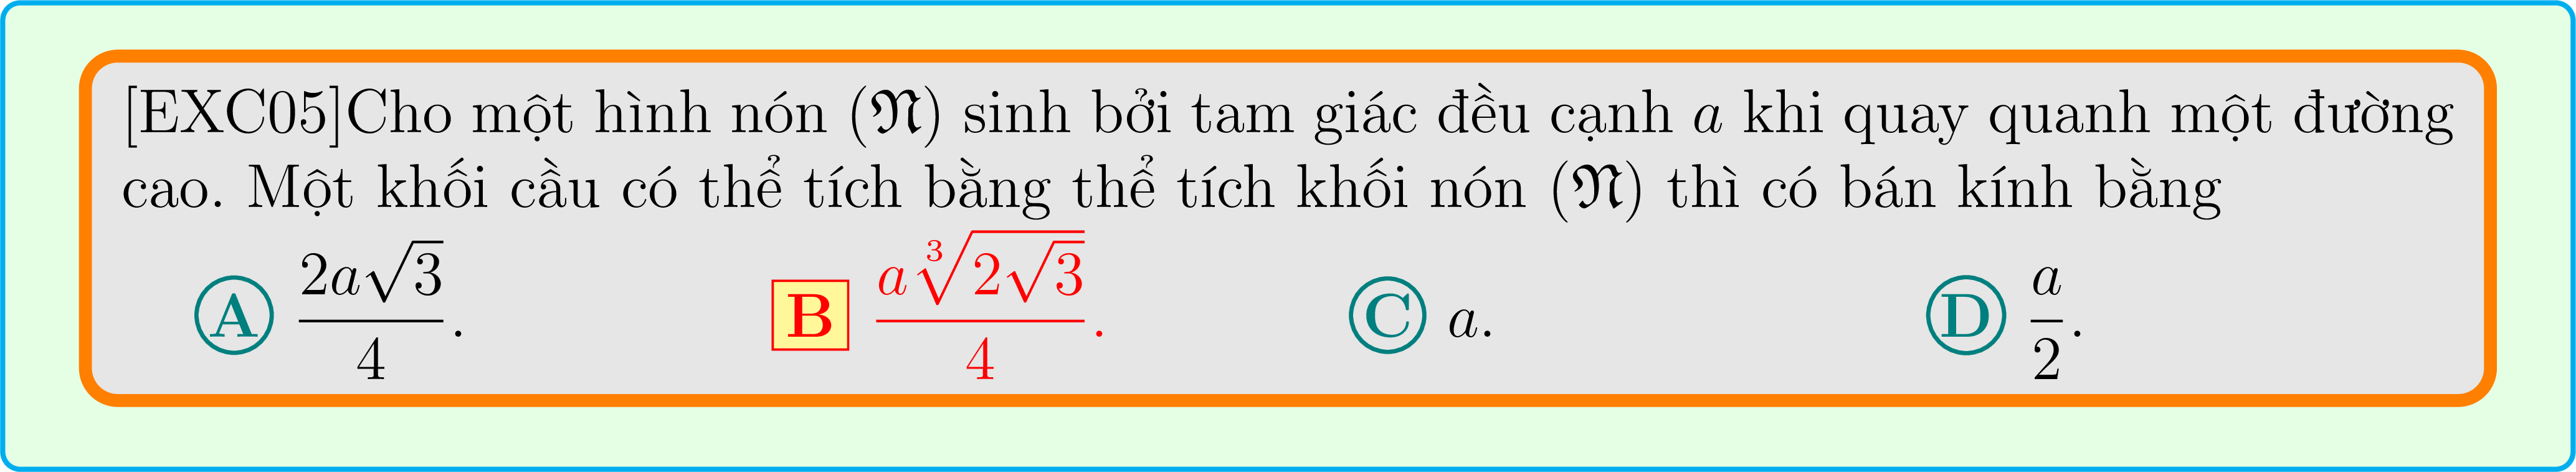 [EXC05]Cho một hình nón (𝔑) sinh bởi tam giác đều cạnh a khi quay quanh một đường
cao. Một khối cầu có thể tích bằng thể tích khối nón (𝔑) thì có bán kính bằng
A $\frac{2a\sqrt{3}}{4}$. B $\frac{a\sqrt[3]{2\sqrt{3}}}{4}$. C a. D $\frac{a}{2}$.